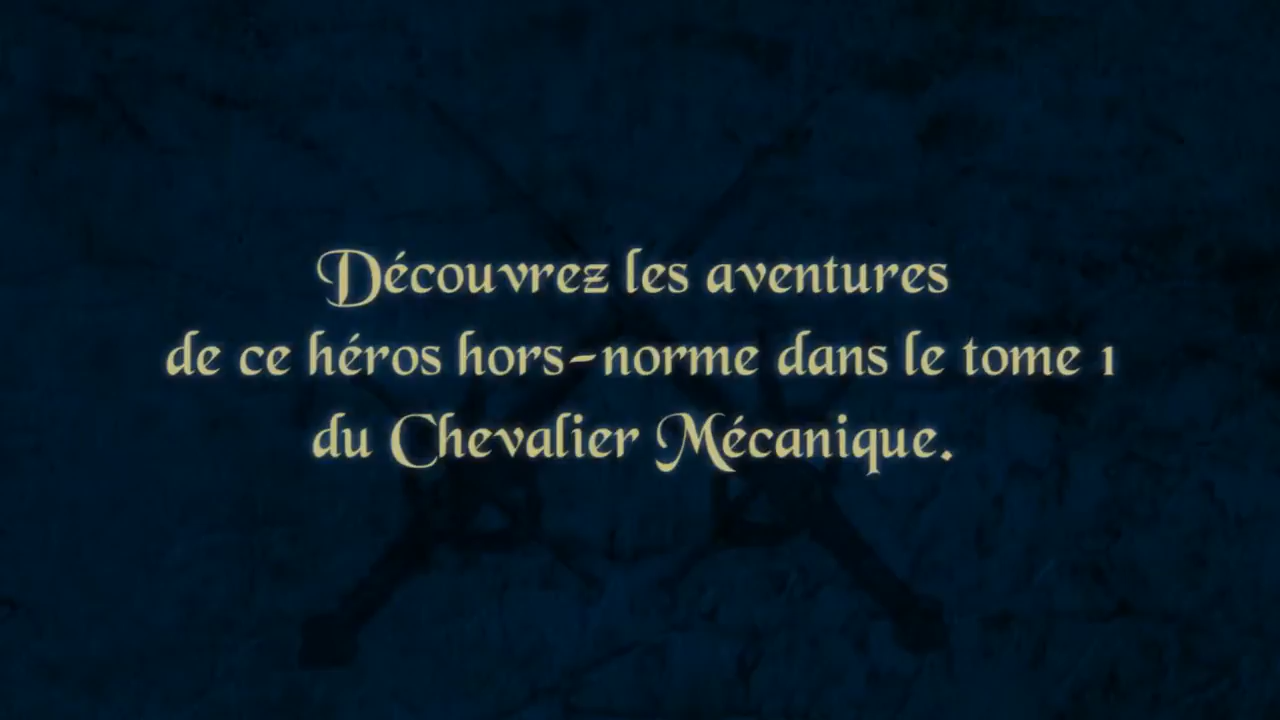 Découvrez les aventures
de ce héros hors-norme dans le tome 1
du Chevalier Mécanique.